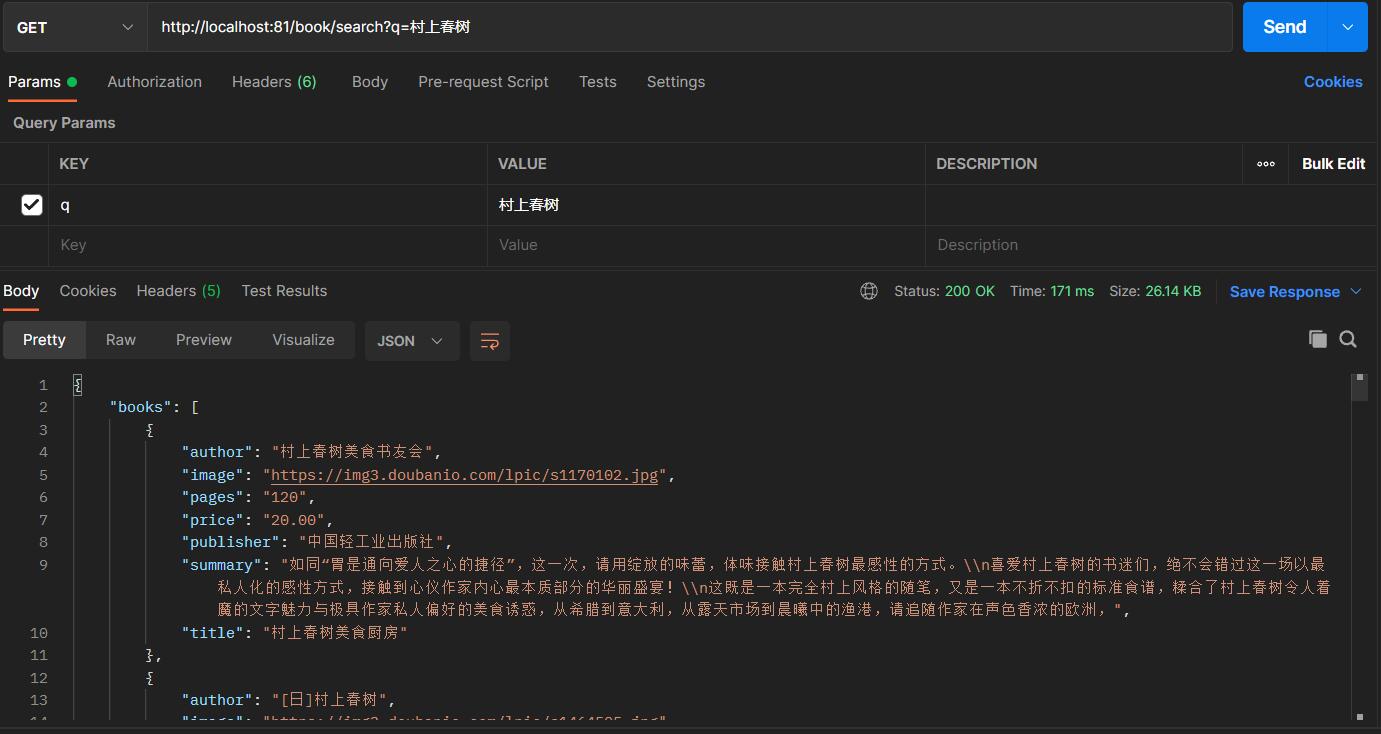 GET http://localhost:81/book/search?q=村上春树 Send
Params Authorization Headers (6) Body Pre-request Script Tests Settings Cookies
Query Params
KEY VALUE DESCRIPTION ooo Bulk Edit
q 村上春树
Key Value Description
Body Cookies Headers (5) Test Results Status: 200 OK Time: 171 ms Size: 26.14 KB Save Response
Pretty Raw Preview Visualize JSON
1 {
2 "books": [
3 {
4 "author": "村上春树美食书友会",
5 "image": "https://img3.doubanio.com/lpic/s1170102.jpg",
6 "pages": "120",
7 "price": "20.00",
8 "publisher": "中国轻工业出版社",
9 "summary": "如同“胃是通向爱人之心的捷径”，这一次，请用绽放的味蕾，体味接触村上春树最感性的方式。\\n喜爱村上春树的书迷们，绝不会错过这一场以最
私人化的感性方式，接触到心仪作家内心最本质部分的华丽盛宴！\\n这既是一本完全村上风格的随笔，又是一本不折不扣的标准食谱，糅合了村上春树令人着
魔的文字魅力与极具作家私人偏好的美食诱惑，从希腊到意大利，从露天市场到晨曦中的渔港，请追随作家在声色香浓的欧洲，",
10 "title": "村上春树美食厨房"
11 },
12 {
13 "author": "[日]村上春树",
14 "image": "https://img3.doubanio.com/lpic/s1464505.jpg"